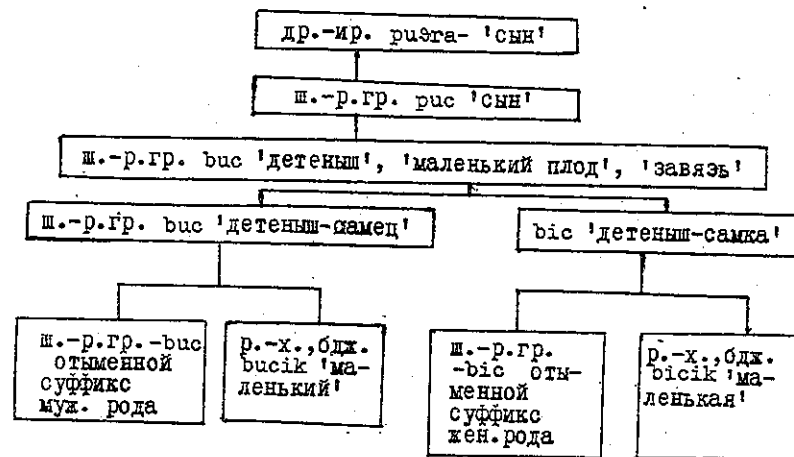 др.-ир. puϑra- 'сын'
ш.-р.гр. puc 'сын'
ш.-р.гр. buc 'детеныш', 'маленький плод', 'завязь'
ш.-р.гр. buc 'детеныш-самец'
bic 'детеныш-самка'
ш.-р.гр.-buc
отыменной
суффикс
муж. рода
р.-х.,бдж.
bucik 'ма-
ленький'
ш.-р.гр.
-bic оты-
менной
суффикс
жен.рода
р.-х.,бдж.
bicik 'ма-
ленькая'